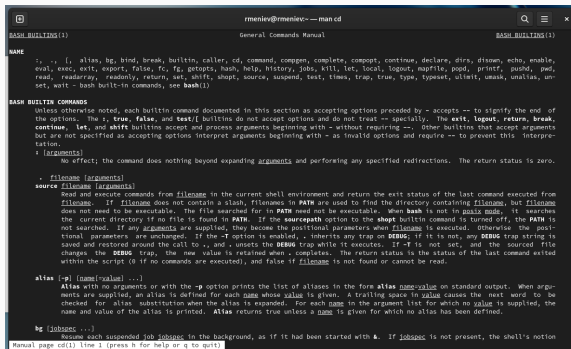 rmeniev@rmeniev:~ — man cd
BASH_BUILTINS(1) General Commands Manual BASH_BUILTINS(1)
NAME
:, ., [, alias, bg, bind, break, builtin, caller, cd, command, compgen, complete, compopt, continue, declare, dirs, disown, echo, enable,
eval, exec, exit, export, false, fc, fg, getopts, hash, help, history, jobs, kill, let, local, logout, mapfile, popd, printf, pushd, pwd,
read, readarray, readonly, return, set, shift, shopt, source, suspend, test, times, trap, true, type, typeset, ulimit, umask, unalias, un‐
set, wait - bash built-in commands, see bash(1)
BASH BUILTIN COMMANDS
Unless otherwise noted, each builtin command documented in this section as accepting options preceded by - accepts -- to signify the end of
the options. The :, true, false, and test/[ builtins do not accept options and do not treat -- specially. The exit, logout, return, break,
continue, let, and shift builtins accept and process arguments beginning with - without requiring --. Other builtins that accept arguments
but are not specified as accepting options interpret arguments beginning with - as invalid options and require -- to prevent this interpre‐
tation.
: [arguments]
No effect; the command does nothing beyond expanding arguments and performing any specified redirections. The return status is zero.
. filename [arguments]
source filename [arguments]
Read and execute commands from filename in the current shell environment and return the exit status of the last command executed from
filename. If filename does not contain a slash, filenames in PATH are used to find the directory containing filename, but filename
does not need to be executable. The file searched for in PATH need not be executable. When bash is not in posix mode, it searches
the current directory if no file is found in PATH. If the sourcepath option to the shopt builtin command is turned off, the PATH is
not searched. If any arguments are supplied, they become the positional parameters when filename is executed. Otherwise the posi‐
tional parameters are unchanged. If the -T option is enabled, . inherits any trap on DEBUG; if it is not, any DEBUG trap string is
saved and restored around the call to ., and . unsets the DEBUG trap while it executes. If -T is not set, and the sourced file
changes the DEBUG trap, the new value is retained when . completes. The return status is the status of the last command exited
within the script (0 if no commands are executed), and false if filename is not found or cannot be read.
alias [-p] [name[=value] ...]
Alias with no arguments or with the -p option prints the list of aliases in the form alias name=value on standard output. When argu‐
ments are supplied, an alias is defined for each name whose value is given. A trailing space in value causes the next word to be
checked for alias substitution when the alias is expanded. For each name in the argument list for which no value is supplied, the
name and value of the alias is printed. Alias returns true unless a name is given for which no alias has been defined.
bg [jobspec ...]
Resume each suspended job jobspec in the background, as if it had been started with &. If jobspec is not present, the shell's notion
Manual page cd(1) line 1 (press h for help or q to quit)